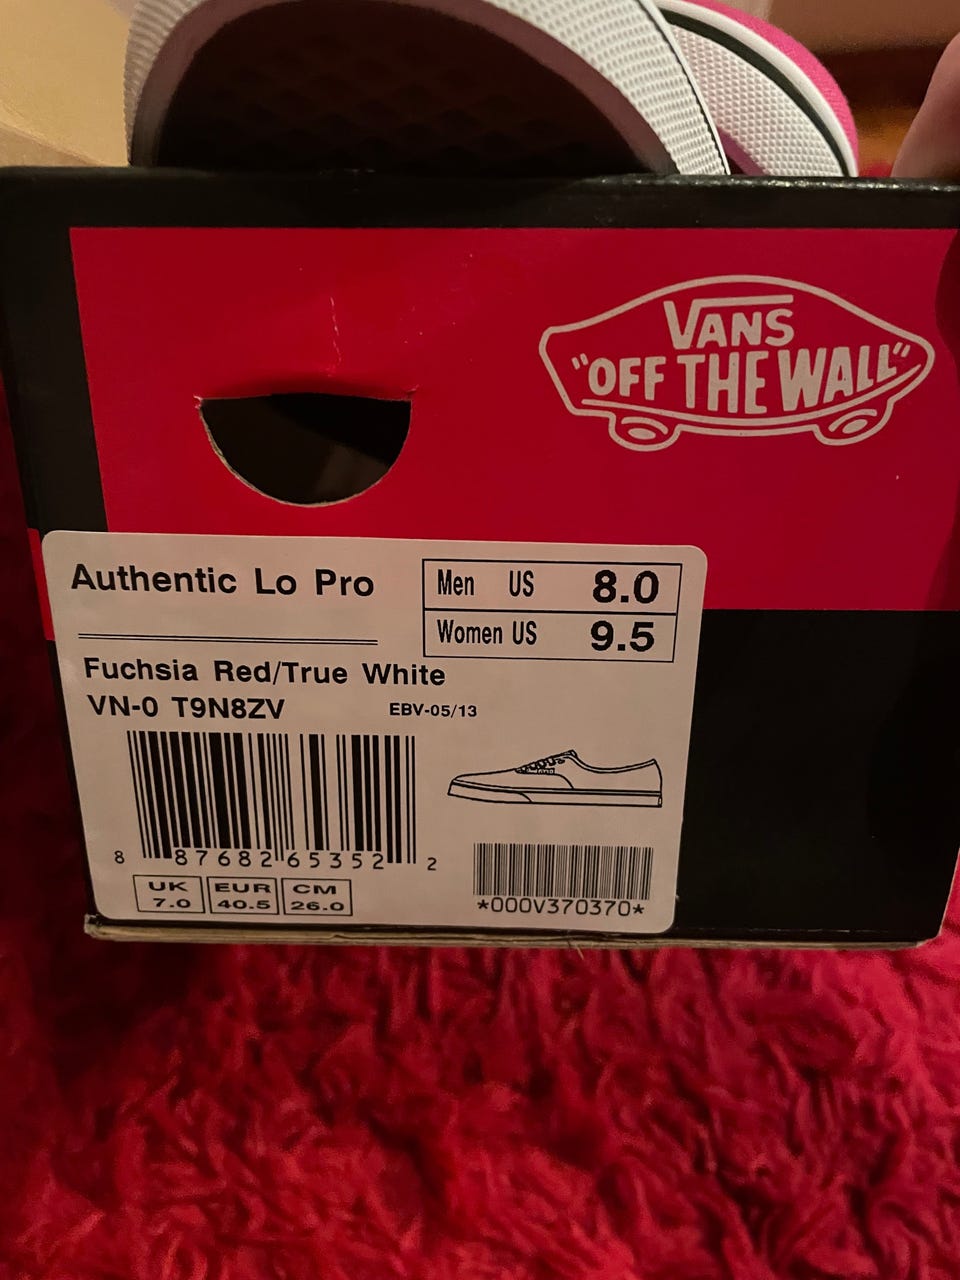 VANS
"OFF THE WALL"
Authentic Lo Pro
Men US 8.0
Women US 9.5
Fuchsia Red/True White
VN-0 T9N8ZV EBV-05/13
8 87682 65352 2
UK EUR CM
7.0 40.5 26.0
*000V370370*